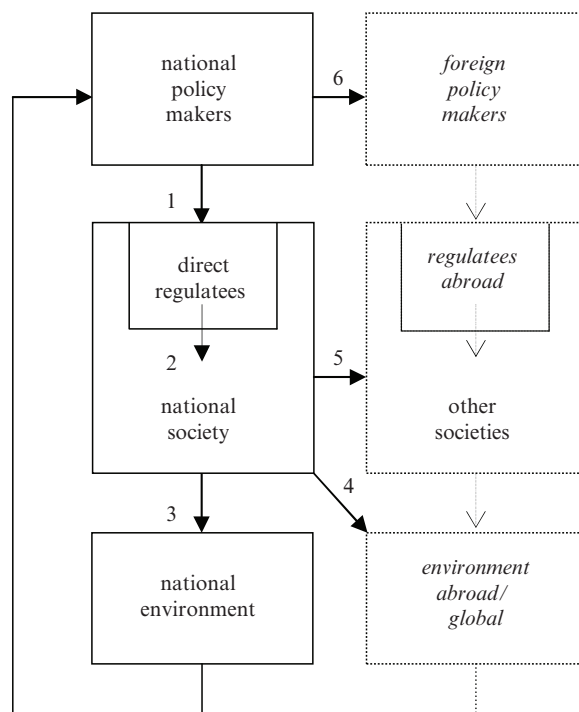 national
policy
makers
6
foreign
policy
makers
1
direct
regulatees
regulatees
abroad
2
5
national
society
other
societies
4
3
national
environment
environment
abroad/
global